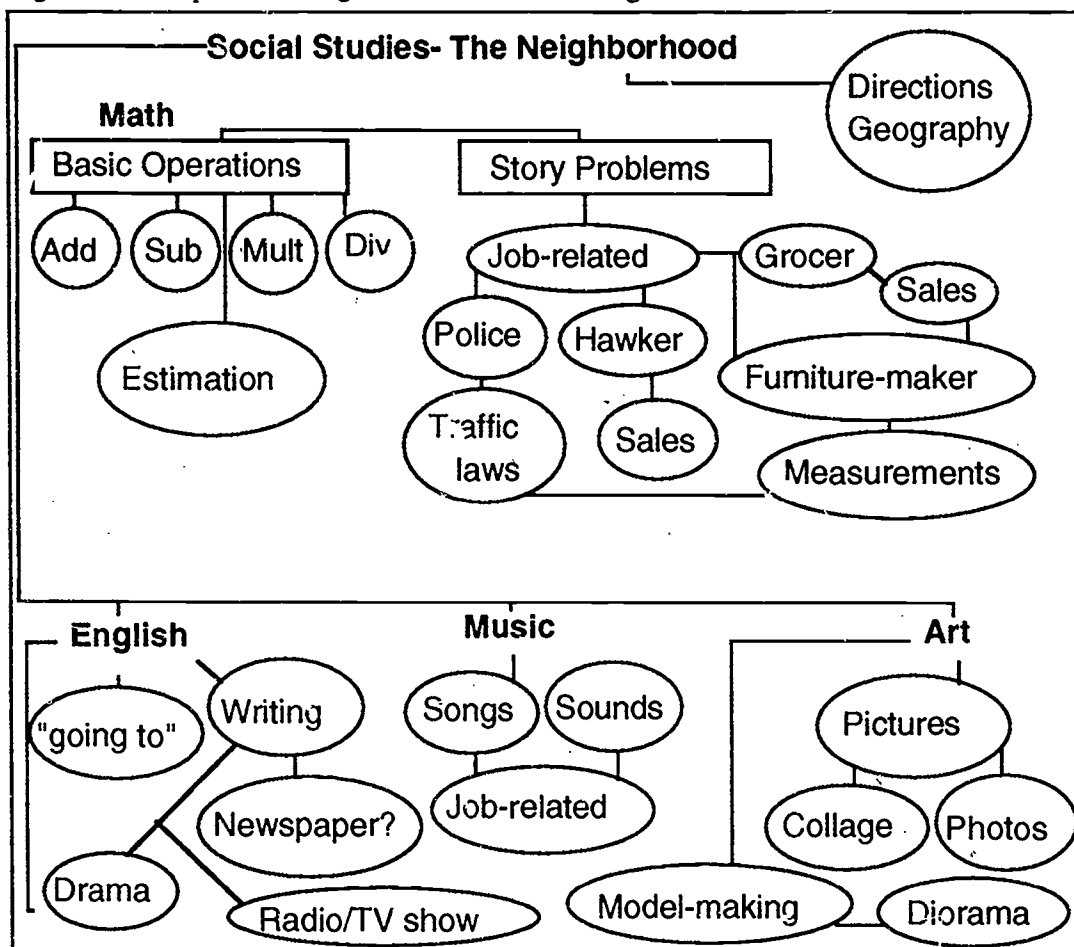 Social Studies- The Neighborhood
Directions
Geography
Math
Basic Operations
Story Problems
Add
Sub
Mult
Div
Job-related
Grocer
Sales
Police
Hawker
Estimation
Furniture-maker
Traffic
laws
Sales
Measurements
English
Music
Art
"going to"
Writing
Songs
Sounds
Pictures
Newspaper?
Job-related
Collage
Photos
Drama
Radio/TV show
Model-making
Diorama